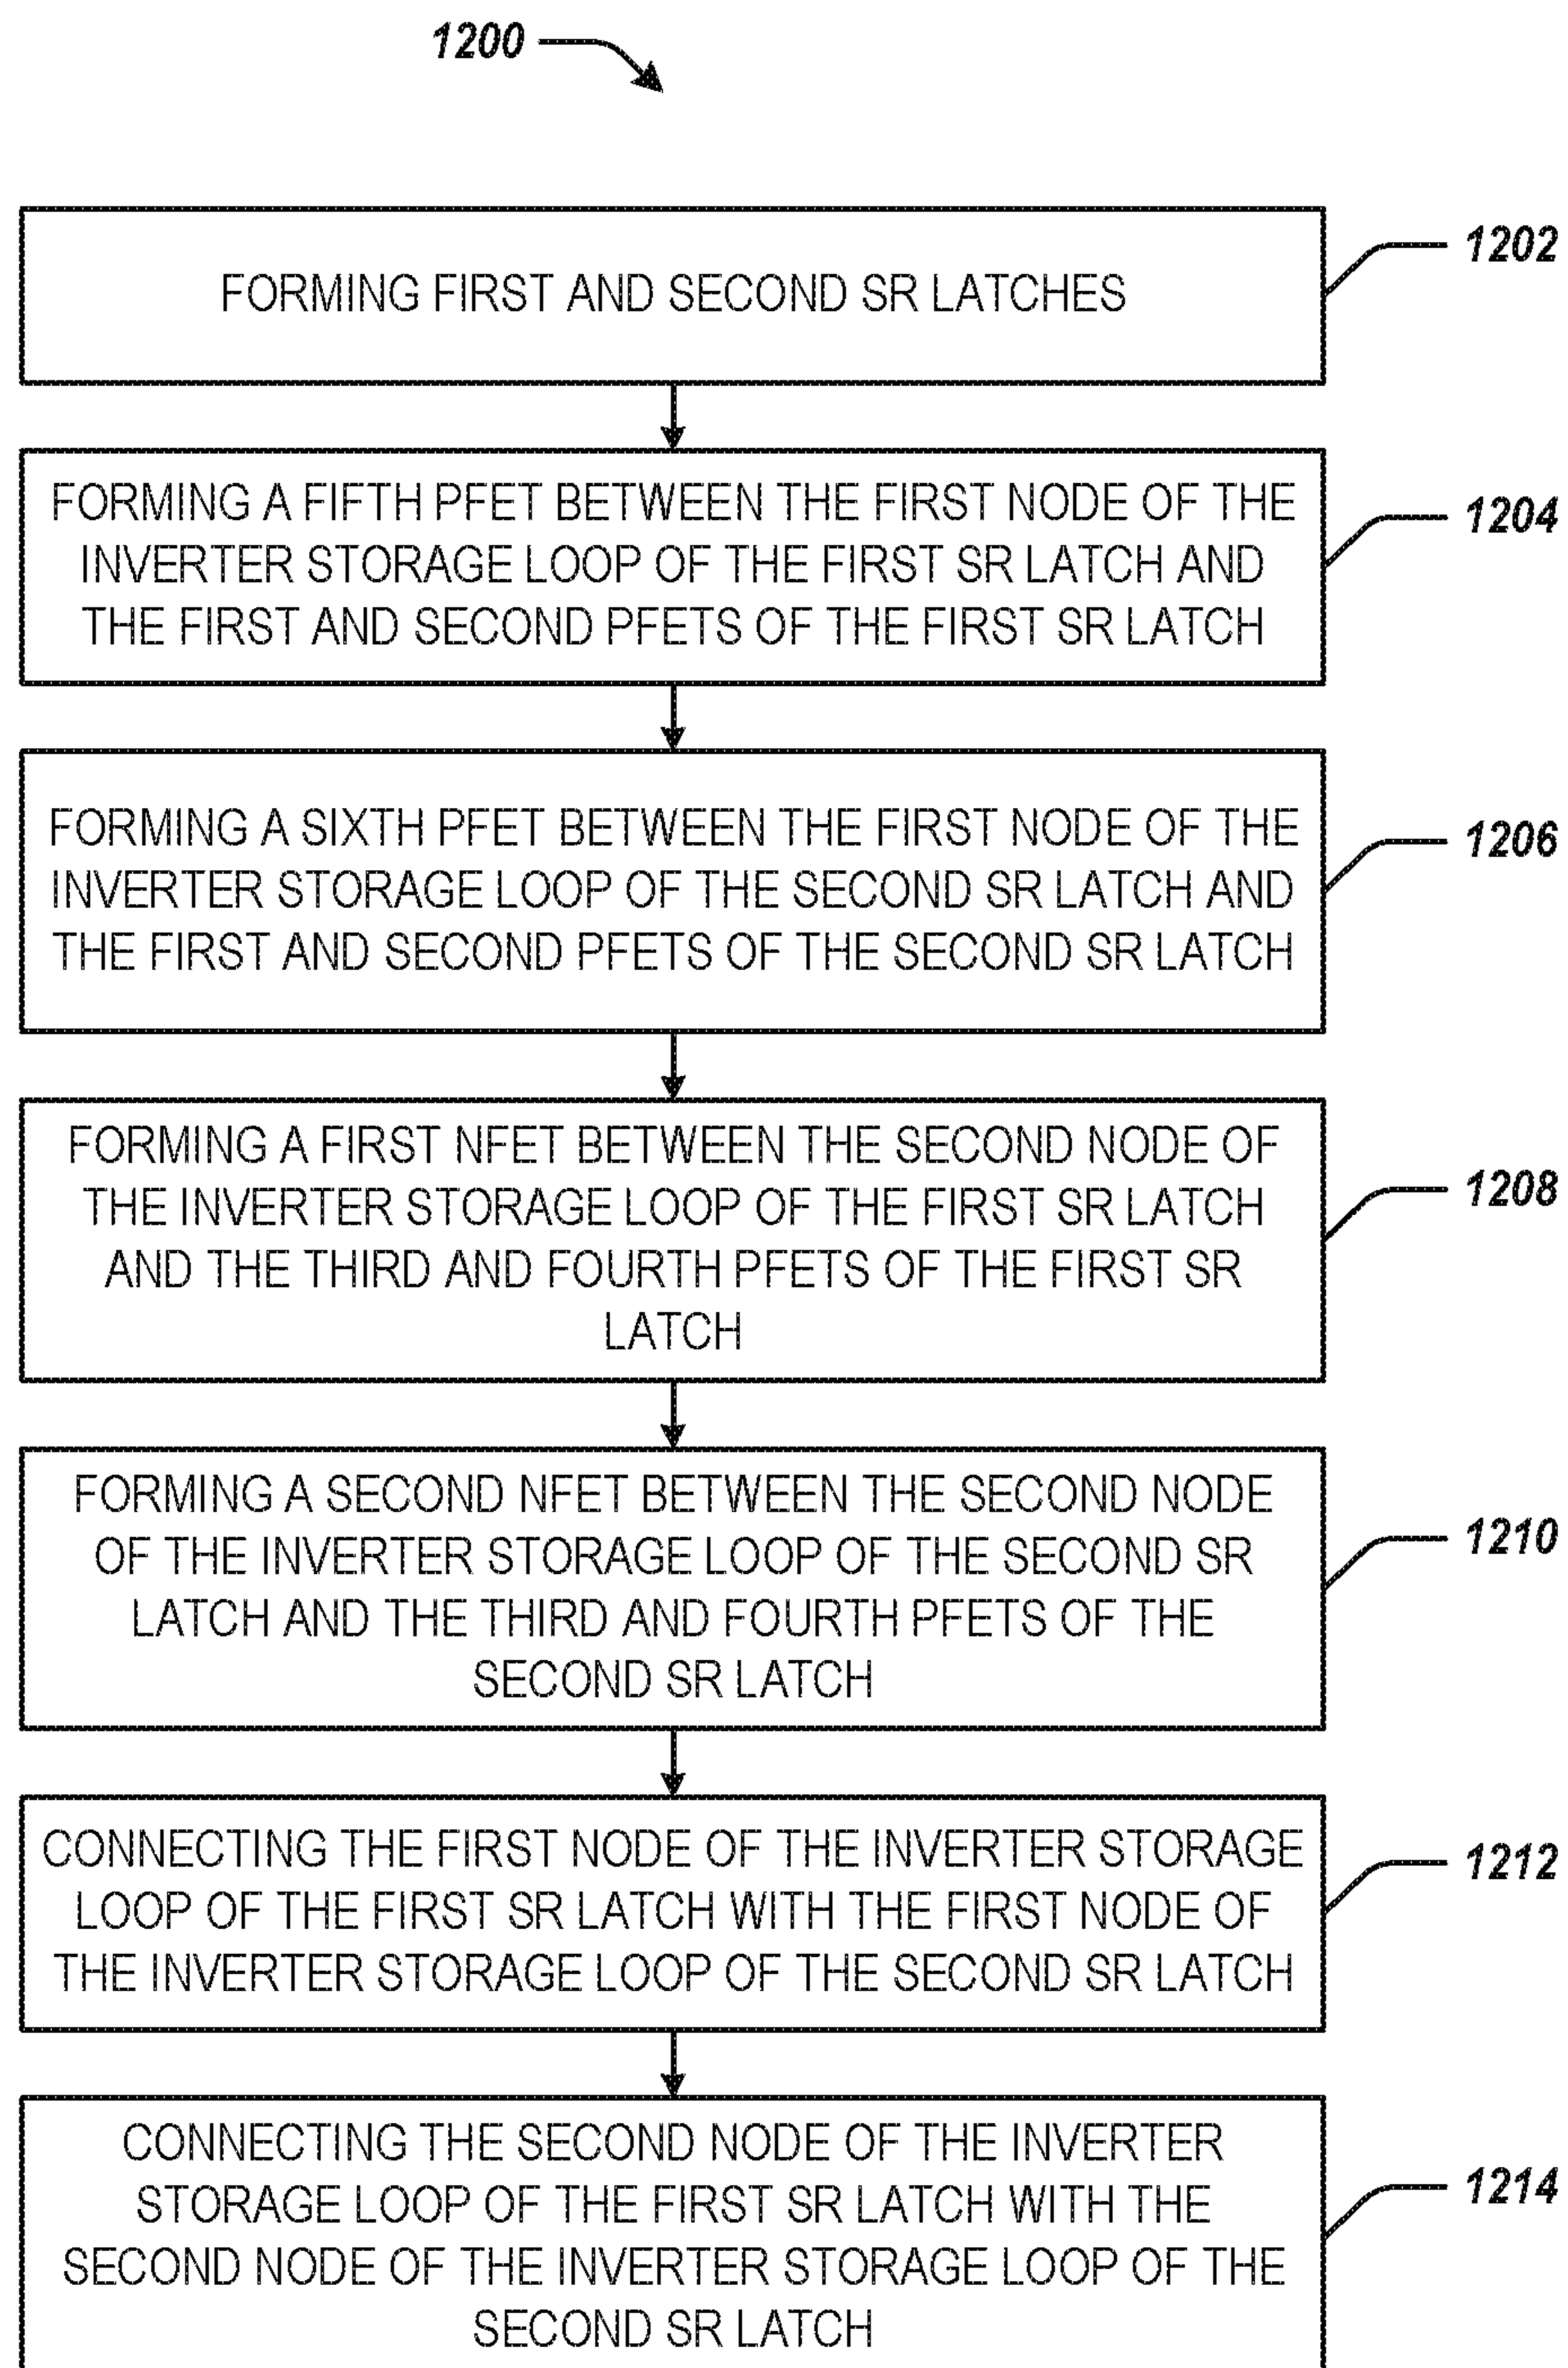 1200
FORMING FIRST AND SECOND SR LATCHES
1202
FORMING A FIFTH PFET BETWEEN THE FIRST NODE OF THE
INVERTER STORAGE LOOP OF THE FIRST SR LATCH AND
THE FIRST AND SECOND PFETS OF THE FIRST SR LATCH
1204
FORMING A SIXTH PFET BETWEEN THE FIRST NODE OF THE
INVERTER STORAGE LOOP OF THE SECOND SR LATCH AND
THE FIRST AND SECOND PFETS OF THE SECOND SR LATCH
1206
FORMING A FIRST NFET BETWEEN THE SECOND NODE OF
THE INVERTER STORAGE LOOP OF THE FIRST SR LATCH
AND THE THIRD AND FOURTH PFETS OF THE FIRST SR
LATCH
1208
FORMING A SECOND NFET BETWEEN THE SECOND NODE
OF THE INVERTER STORAGE LOOP OF THE SECOND SR
LATCH AND THE THIRD AND FOURTH PFETS OF THE
SECOND SR LATCH
1210
CONNECTING THE FIRST NODE OF THE INVERTER STORAGE
LOOP OF THE FIRST SR LATCH WITH THE FIRST NODE OF
THE INVERTER STORAGE LOOP OF THE SECOND SR LATCH
1212
CONNECTING THE SECOND NODE OF THE INVERTER
STORAGE LOOP OF THE FIRST SR LATCH WITH THE
SECOND NODE OF THE INVERTER STORAGE LOOP OF THE
SECOND SR LATCH
1214